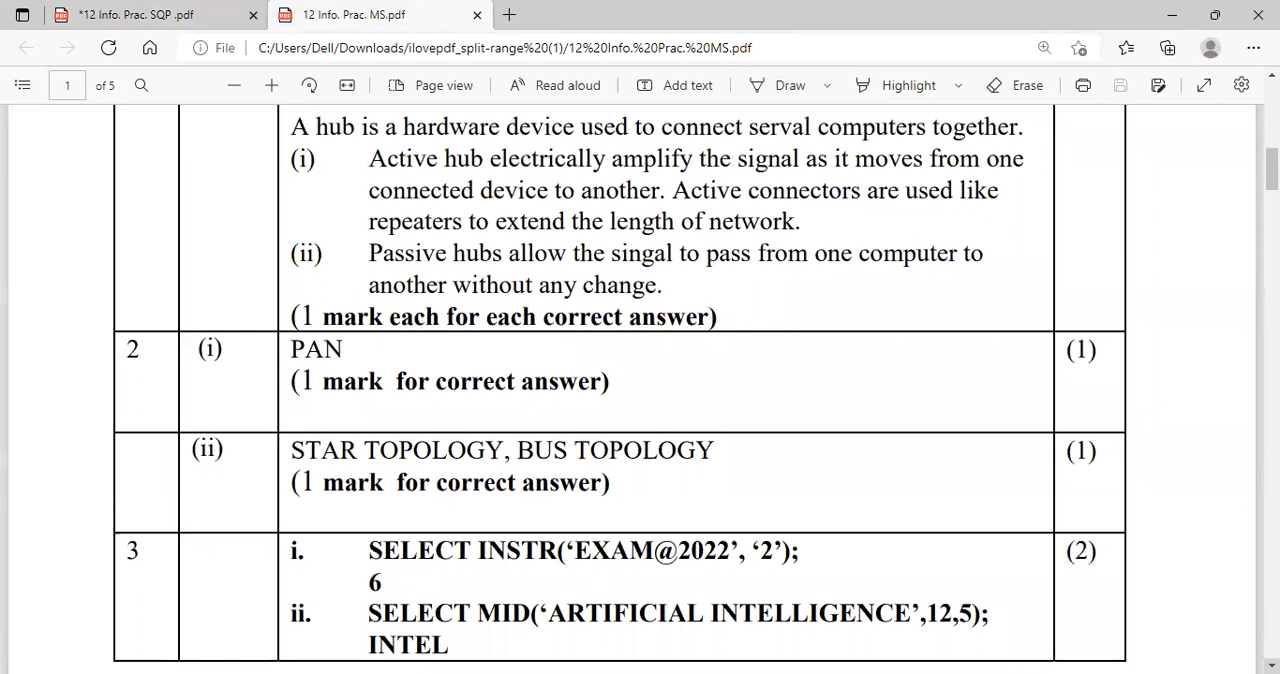 *12 Info. Prac. SQP .pdf
12 Info. Prac. MS.pdf
File C:/Users/Dell/Downloads/ilovepdf_split-range%20(1)/12%20Info.%20Prac.%20MS.pdf
1 of 5 Page view Read aloud Add text Draw Highlight Erase
A hub is a hardware device used to connect serval computers together.
(i) Active hub electrically amplify the signal as it moves from one
connected device to another. Active connectors are used like
repeaters to extend the length of network.
(ii) Passive hubs allow the singal to pass from one computer to
another without any change.
(1 mark each for each correct answer)
2 (i) PAN (1)
(1 mark for correct answer)
(ii) STAR TOPOLOGY, BUS TOPOLOGY (1)
(1 mark for correct answer)
3 i. SELECT INSTR(‘EXAM@2022’, ‘2’); (2)
6
ii. SELECT MID(‘ARTIFICIAL INTELLIGENCE’,12,5);
INTEL